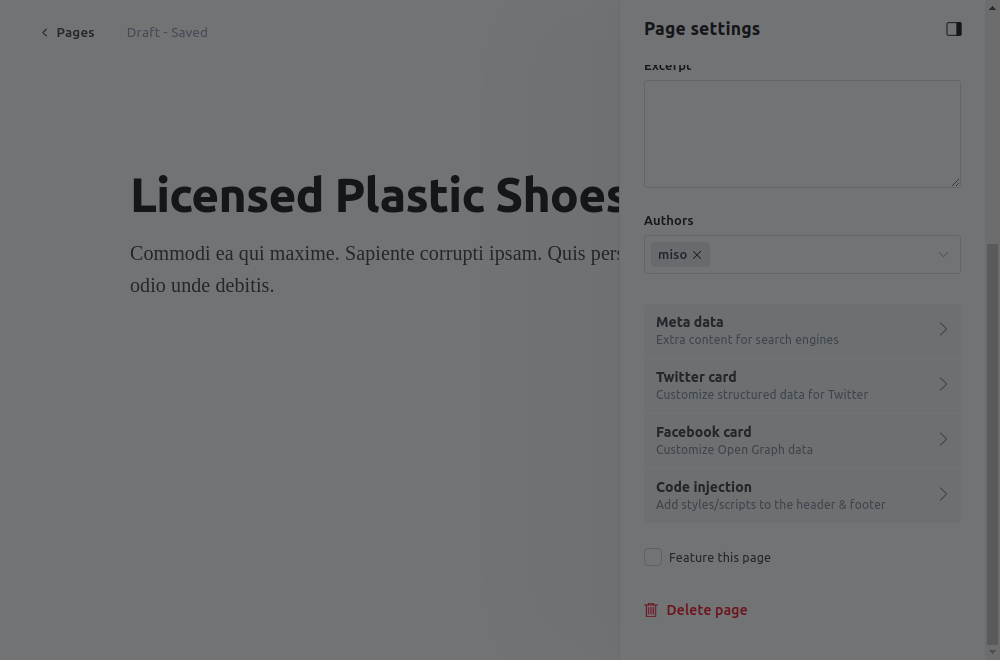 Pages
Draft - Saved
Page settings
Excerpt
Licensed Plastic Shoes
Commodi ea qui maxime. Sapiente corrupti ipsam. Quis
odio unde debitis.
Authors
miso
Meta data
Extra content for search engines
Twitter card
Customize structured data for Twitter
Facebook card
Customize Open Graph data
Code injection
Add styles/scripts to the header & footer
Feature this page
Delete page